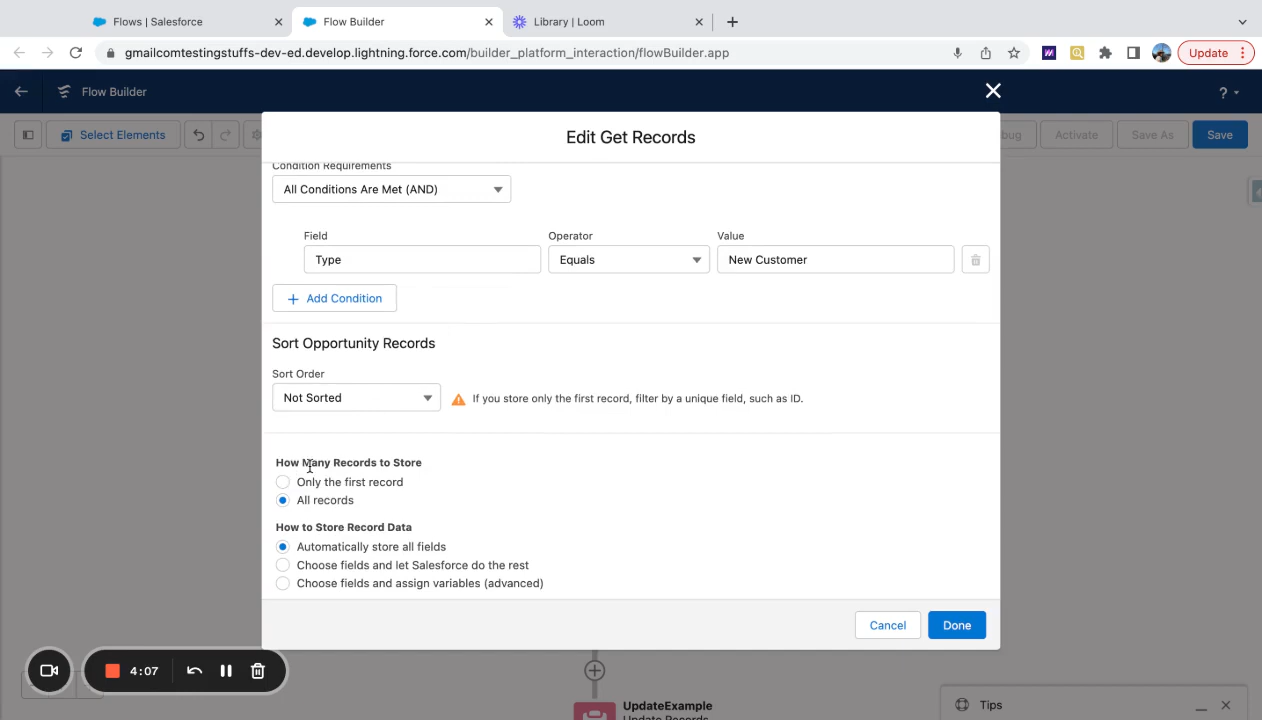 Flows | Salesforce
Flow Builder
Library | Loom
gmailcomtestingstuffs-dev-ed.develop.lightning.force.com/builder_platform_interaction/flowBuilder.app
Update
Flow Builder
?
Select Elements
bug
Activate
Save As
Save
Edit Get Records
Condition Requirements
All Conditions Are Met (AND)
Field Operator Value
Type Equals New Customer
Add Condition
Sort Opportunity Records
Sort Order
Not Sorted
If you store only the first record, filter by a unique field, such as ID.
How Many Records to Store
Only the first record
All records
How to Store Record Data
Automatically store all fields
Choose fields and let Salesforce do the rest
Choose fields and assign variables (advanced)
Cancel
Done
4:07
UpdateExample
Update Records
Tips